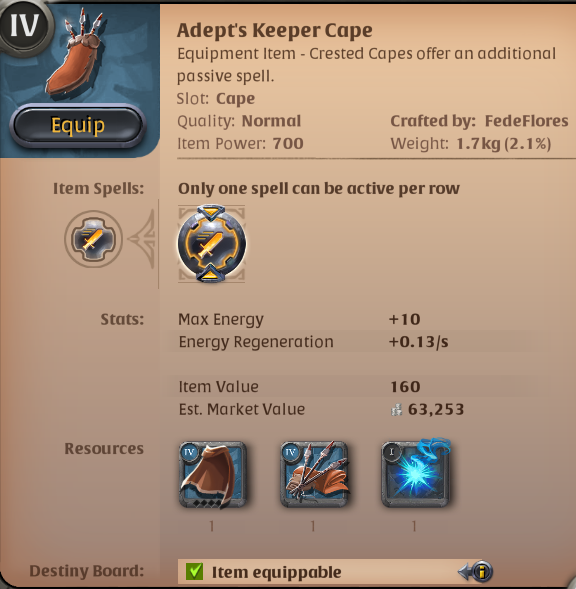 IV
Adept's Keeper Cape
Equipment Item - Crested Capes offer an additional
passive spell.
Slot: Cape
Equip
Quality: Normal Crafted by: FedeFlores
Item Power: 700 Weight: 1.7kg (2.1%)
Item Spells: Only one spell can be active per row
Stats: Max Energy +10
Energy Regeneration +0.13/s
Item Value 160
Est. Market Value 63,253
Resources
IV IV I
1 1 1
Destiny Board: Item equippable